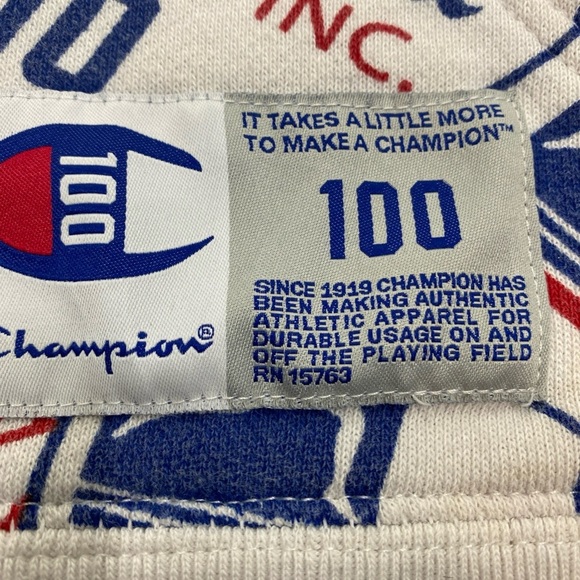 INC.
100
Champion®
IT TAKES A LITTLE MORE
TO MAKE A CHAMPION™
100
SINCE 1919 CHAMPION HAS
BEEN MAKING AUTHENTIC
ATHLETIC APPAREL FOR
DURABLE USAGE ON AND
OFF THE PLAYING FIELD
RN 15763